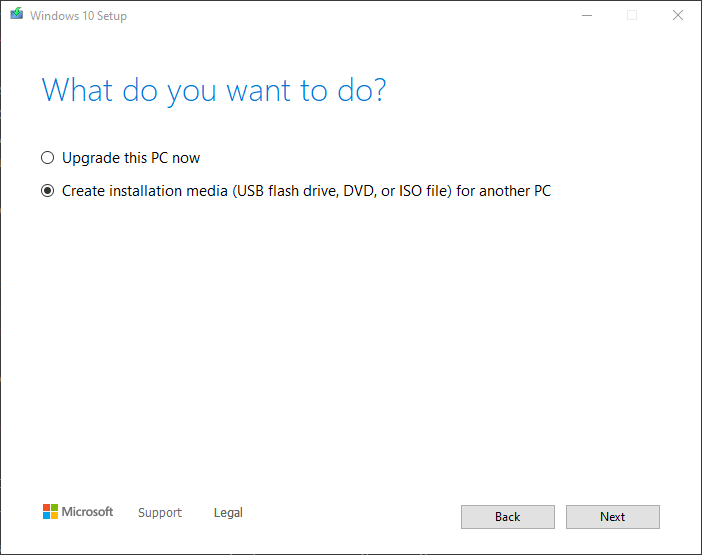 Windows 10 Setup
What do you want to do?
Upgrade this PC now
Create installation media (USB flash drive, DVD, or ISO file) for another PC
Microsoft Support Legal Back Next